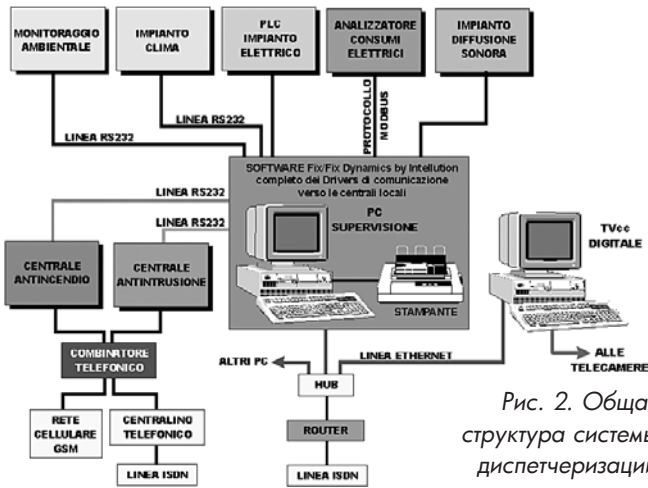 MONITORAGGIO
AMBIENTALE
IMPIANTO
CLIMA
PLC
IMPIANTO
ELETTRICO
ANALIZZATORE
CONSUMI
ELETTRICI
IMPIANTO
DIFFUSIONE
SONORA
LINEA RS232
LINEA RS232
PROTOCOLLO
MODBUS
SOFTWARE Fix/Fix Dynamics by Intellution
completo dei Drivers di comunicazione
verso le centrali locali
PC
SUPERVISIONE
STAMPANTE
LINEA RS232
LINEA RS232
CENTRALE
ANTINCENDIO
CENTRALE
ANTINTRUSIONE
TVcc
DIGITALE
COMBINATORE
TELEFONICO
ALTRI PC
LINEA ETHERNET
ALLE
TELECAMERE
HUB
RETE
CELLULARE
GSM
CENTRALINO
TELEFONICO
ROUTER
LINEA ISDN
LINEA ISDN
Рис. 2. Обща
структура системы
диспетчеризаци